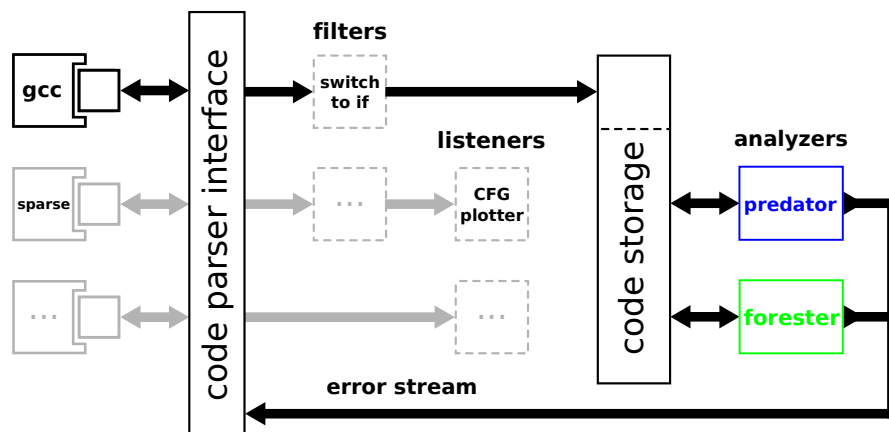 filters
gcc
switch
to if
listeners
analyzers
sparse
...
CFG
plotter
predator
...
...
forester
code parser interface
code storage
error stream